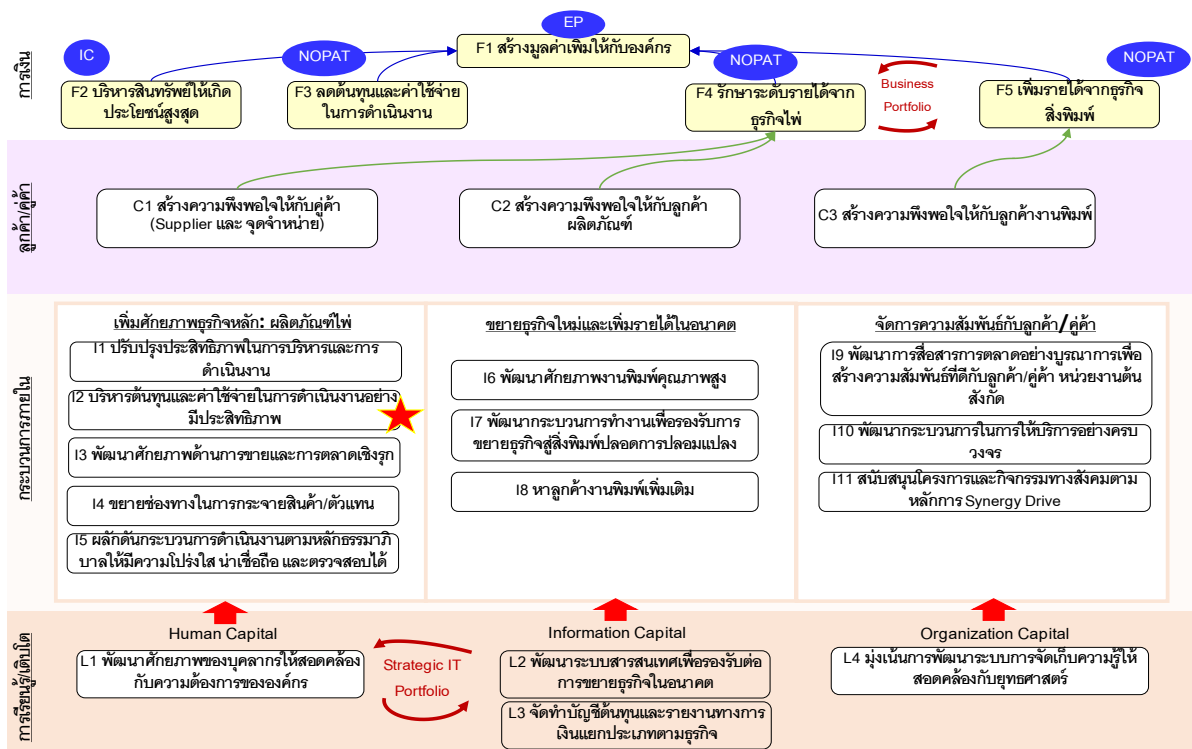 การเงิน
EP
F1 สร้างมูลค่าเพิ่มให้กับองค์กร
IC
F2 บริหารสินทรัพย์ให้เกิด
ประโยชน์สูงสุด
NOPAT
F3 ลดต้นทุนและค่าใช้จ่าย
ในการดำเนินงาน
NOPAT
F4 รักษาระดับรายได้จาก
ธุรกิจไพ่
Business
Portfolio
NOPAT
F5 เพิ่มรายได้จากธุรกิจ
สิ่งพิมพ์
ลูกค้า/คู่ค้า
C1 สร้างความพึงพอใจให้กับคู่ค้า
(Supplier และ จุดจำหน่าย)
C2 สร้างความพึงพอใจให้กับลูกค้า
ผลิตภัณฑ์
C3 สร้างความพึงพอใจให้กับลูกค้างานพิมพ์
กระบวนการภายใน
เพิ่มศักยภาพธุรกิจหลัก: ผลิตภัณฑ์ไพ่
I1 ปรับปรุงประสิทธิภาพในการบริหารและการ
ดำเนินงาน
I2 บริหารต้นทุนและค่าใช้จ่ายในการดำเนินงานอย่าง
มีประสิทธิภาพ
I3 พัฒนาศักยภาพด้านการขายและการตลาดเชิงรุก
I4 ขยายช่องทางในการกระจายสินค้า/ตัวแทน
I5 ผลักดันกระบวนการดำเนินงานตามหลักธรรมาภิ
บาลให้มีความโปร่งใส น่าเชื่อถือ และตรวจสอบได้
ขยายธุรกิจใหม่และเพิ่มรายได้ในอนาคต
I6 พัฒนาศักยภาพงานพิมพ์คุณภาพสูง
I7 พัฒนากระบวนการทำงานเพื่อรองรับการ
ขยายธุรกิจสู่สิ่งพิมพ์ปลอดการปลอมแปลง
I8 หาลูกค้างานพิมพ์เพิ่มเติม
จัดการความสัมพันธ์กับลูกค้า/คู่ค้า
I9 พัฒนาการสื่อสารการตลาดอย่างบูรณาการเพื่อ
สร้างความสัมพันธ์ที่ดีกับลูกค้า/คู่ค้า หน่วยงานต้น
สังกัด
I10 พัฒนากระบวนการในการให้บริการอย่างครบ
วงจร
I11 สนับสนุนโครงการและกิจกรรมทางสังคมตาม
หลักการ Synergy Drive
การเรียนรู้/เติบโต
Human Capital
L1 พัฒนาศักยภาพของบุคลากรให้สอดคล้อง
กับความต้องการขององค์กร
Strategic IT
Portfolio
Information Capital
L2 พัฒนาระบบสารสนเทศเพื่อรองรับต่อ
การขยายธุรกิจในอนาคต
L3 จัดทำบัญชีต้นทุนและรายงานทางการ
เงินแยกประเภทตามธุรกิจ
Organization Capital
L4 มุ่งเน้นการพัฒนาระบบการจัดเก็บความรู้ให้
สอดคล้องกับยุทธศาสตร์